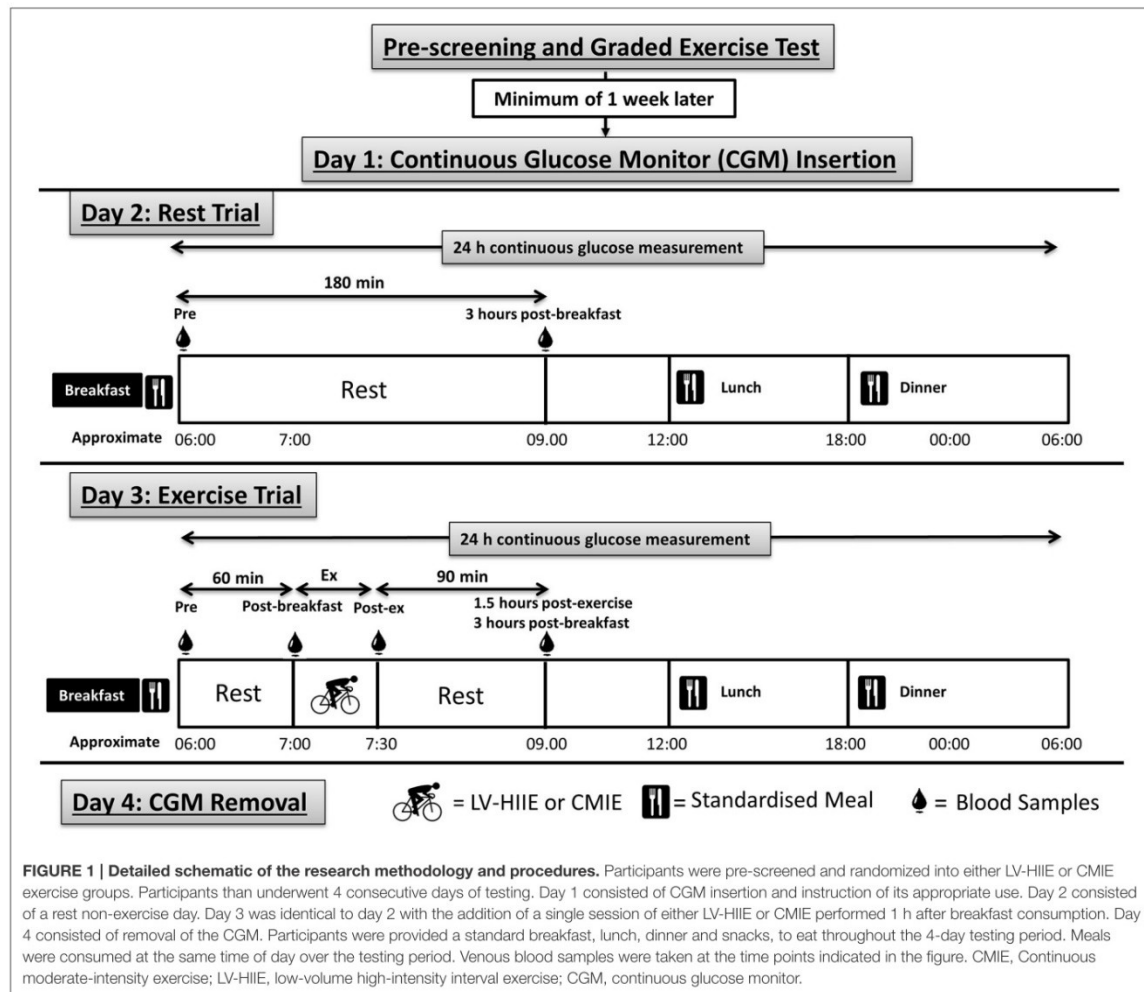 Pre-screening and Graded Exercise Test
Minimum of 1 week later
Day 1: Continuous Glucose Monitor (CGM) Insertion
Day 2: Rest Trial
24 h continuous glucose measurement
180 min
Pre
3 hours post-breakfast
Breakfast
Rest
Lunch
Dinner
Approximate
06:00
7:00
09.00
12:00
18:00
00:00
06:00
Day 3: Exercise Trial
24 h continuous glucose measurement
60 min
Ex
90 min
Pre
Post-breakfast
Post-ex
1.5 hours post-exercise
3 hours post-breakfast
Breakfast
Rest
Rest
Lunch
Dinner
Approximate
06:00
7:00
7:30
09.00
12:00
18:00
00:00
06:00
Day 4: CGM Removal
= LV-HIIE or CMIE
= Standardised Meal
= Blood Samples
FIGURE 1 | Detailed schematic of the research methodology and procedures. Participants were pre-screened and randomized into either LV-HIIE or CMIE
exercise groups. Participants than underwent 4 consecutive days of testing. Day 1 consisted of CGM insertion and instruction of its appropriate use. Day 2 consisted
of a rest non-exercise day. Day 3 was identical to day 2 with the addition of a single session of either LV-HIIE or CMIE performed 1 h after breakfast consumption. Day
4 consisted of removal of the CGM. Participants were provided a standard breakfast, lunch, dinner and snacks, to eat throughout the 4-day testing period. Meals
were consumed at the same time of day over the testing period. Venous blood samples were taken at the time points indicated in the figure. CMIE, Continuous
moderate-intensity exercise; LV-HIIE, low-volume high-intensity interval exercise; CGM, continuous glucose monitor.